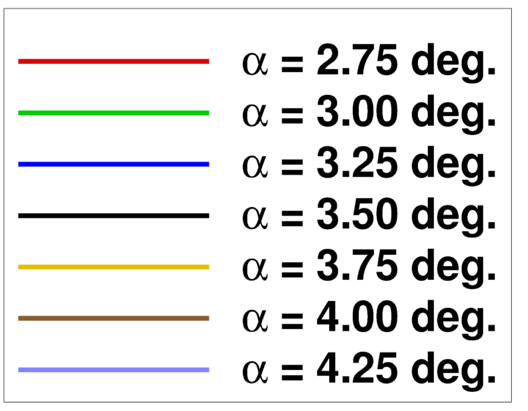 α = 2.75 deg.
α = 3.00 deg.
α = 3.25 deg.
α = 3.50 deg.
α = 3.75 deg.
α = 4.00 deg.
α = 4.25 deg.